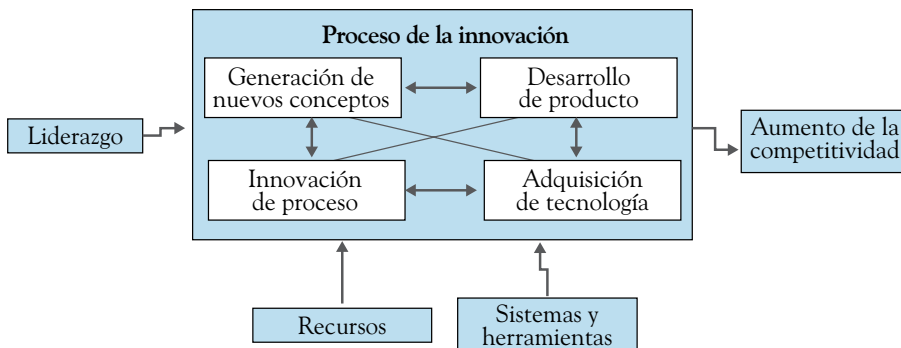 Proceso de la innovación
Generación de
nuevos conceptos
Desarrollo
de producto
Liderazgo
Aumento de la
competitividad
Innovación
de proceso
Adquisición
de tecnología
Recursos
Sistemas y
herramientas